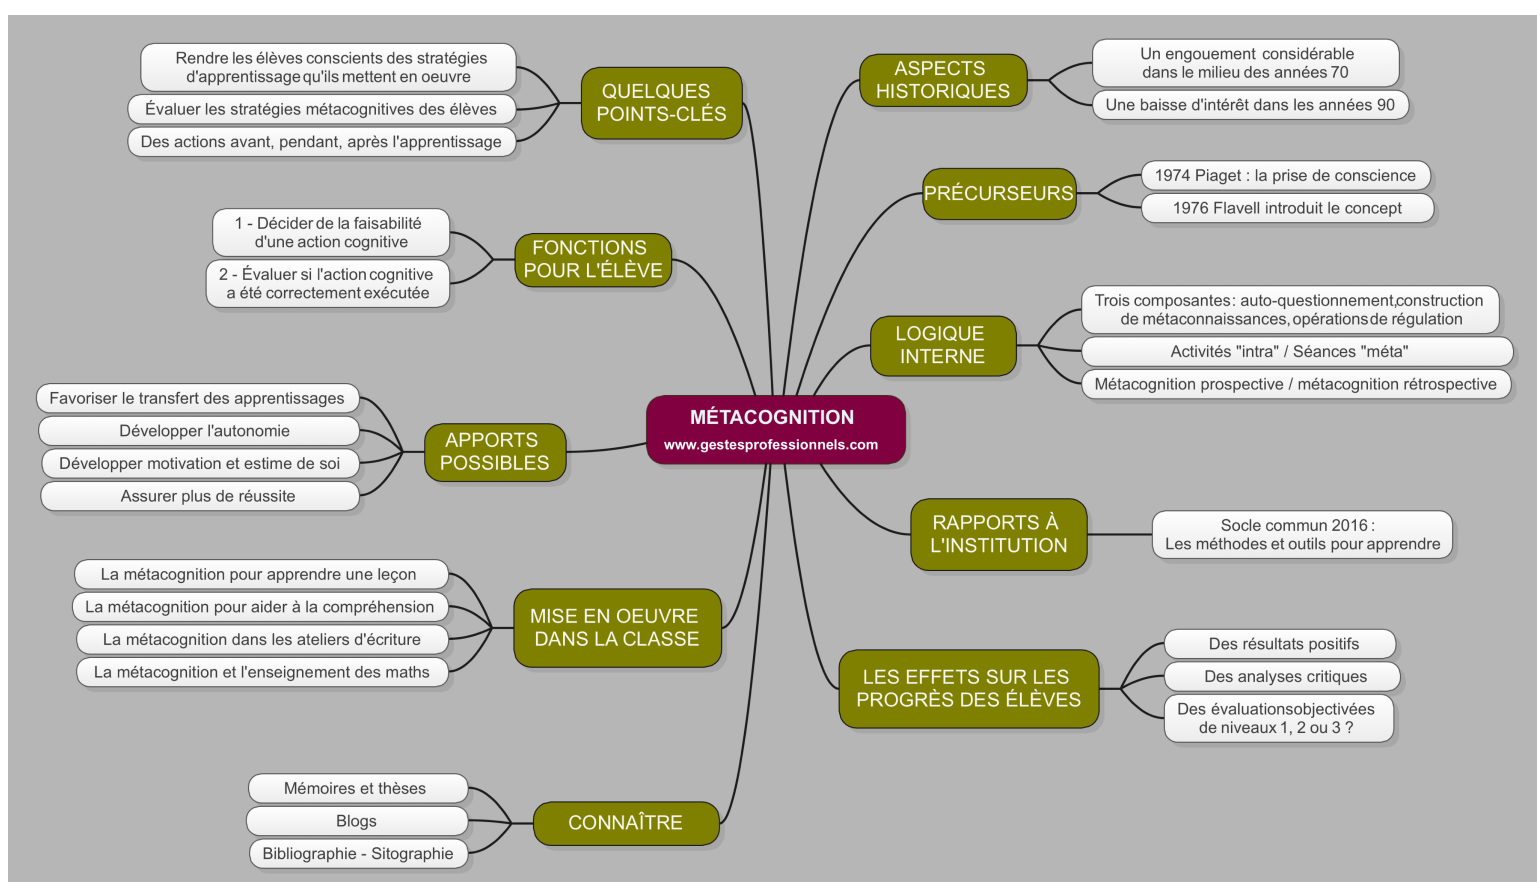 MÉTACOGNITION
www.gestesprofessionnels.com
ASPECTS
HISTORIQUES
Un engouement considérable
dans le milieu des années 70
Une baisse d'intérêt dans les années 90
PRÉCURSEURS
1974 Piaget : la prise de conscience
1976 Flavell introduit le concept
LOGIQUE
INTERNE
Trois composantes : auto-questionnement,construction
de métaconnaissances, opérations de régulation
Activités "intra" / Séances "méta"
Métacognition prospective / métacognition rétrospective
RAPPORTS À
L'INSTITUTION
Socle commun 2016 :
Les méthodes et outils pour apprendre
LES EFFETS SUR LES
PROGRÈS DES ÉLÈVES
Des résultats positifs
Des analyses critiques
Des évaluationsobjectivées
de niveaux 1, 2 ou 3 ?
QUELQUES
POINTS-CLÉS
Rendre les élèves conscients des stratégies
d'apprentissage qu'ils mettent en oeuvre
Évaluer les stratégies métacognitives des élèves
Des actions avant, pendant, après l'apprentissage
FONCTIONS
POUR L'ÉLÈVE
1 - Décider de la faisabilité
d'une action cognitive
2 - Évaluer si l'action cognitive
a été correctement exécutée
APPORTS
POSSIBLES
Favoriser le transfert des apprentissages
Développer l'autonomie
Développer motivation et estime de soi
Assurer plus de réussite
MISE EN OEUVRE
DANS LA CLASSE
La métacognition pour apprendre une leçon
La métacognition pour aider à la compréhension
La métacognition dans les ateliers d'écriture
La métacognition et l'enseignement des maths
CONNAÎTRE
Mémoires et thèses
Blogs
Bibliographie - Sitographie